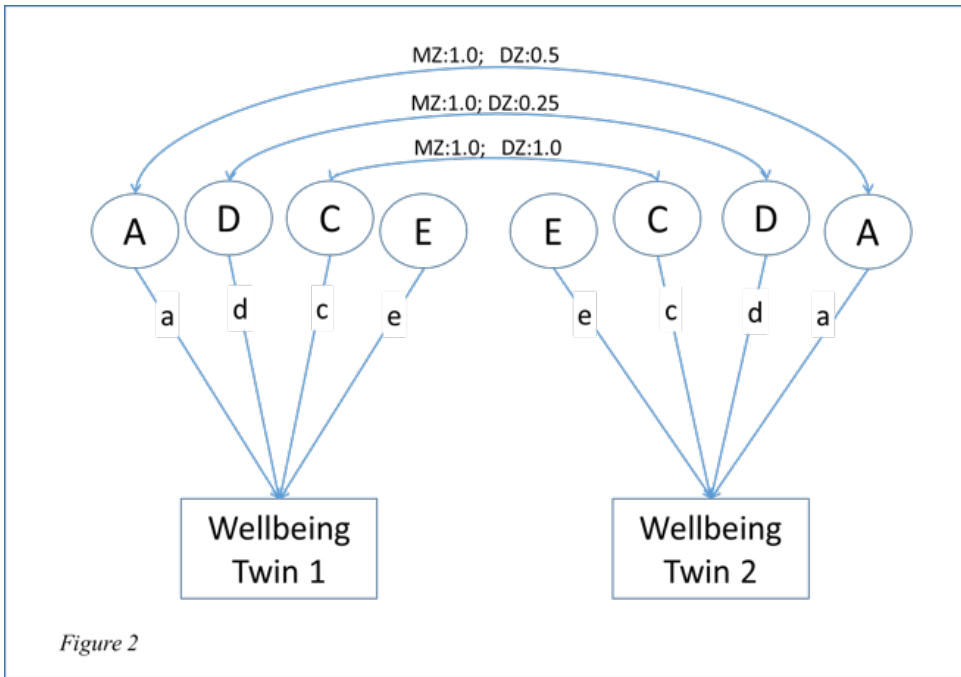 MZ:1.0;   DZ:0.5
MZ:1.0; DZ:0.25
MZ:1.0;   DZ:1.0
A D C E E C D A
a d c e e c d a
Wellbeing
Twin 1
Wellbeing
Twin 2
Figure 2